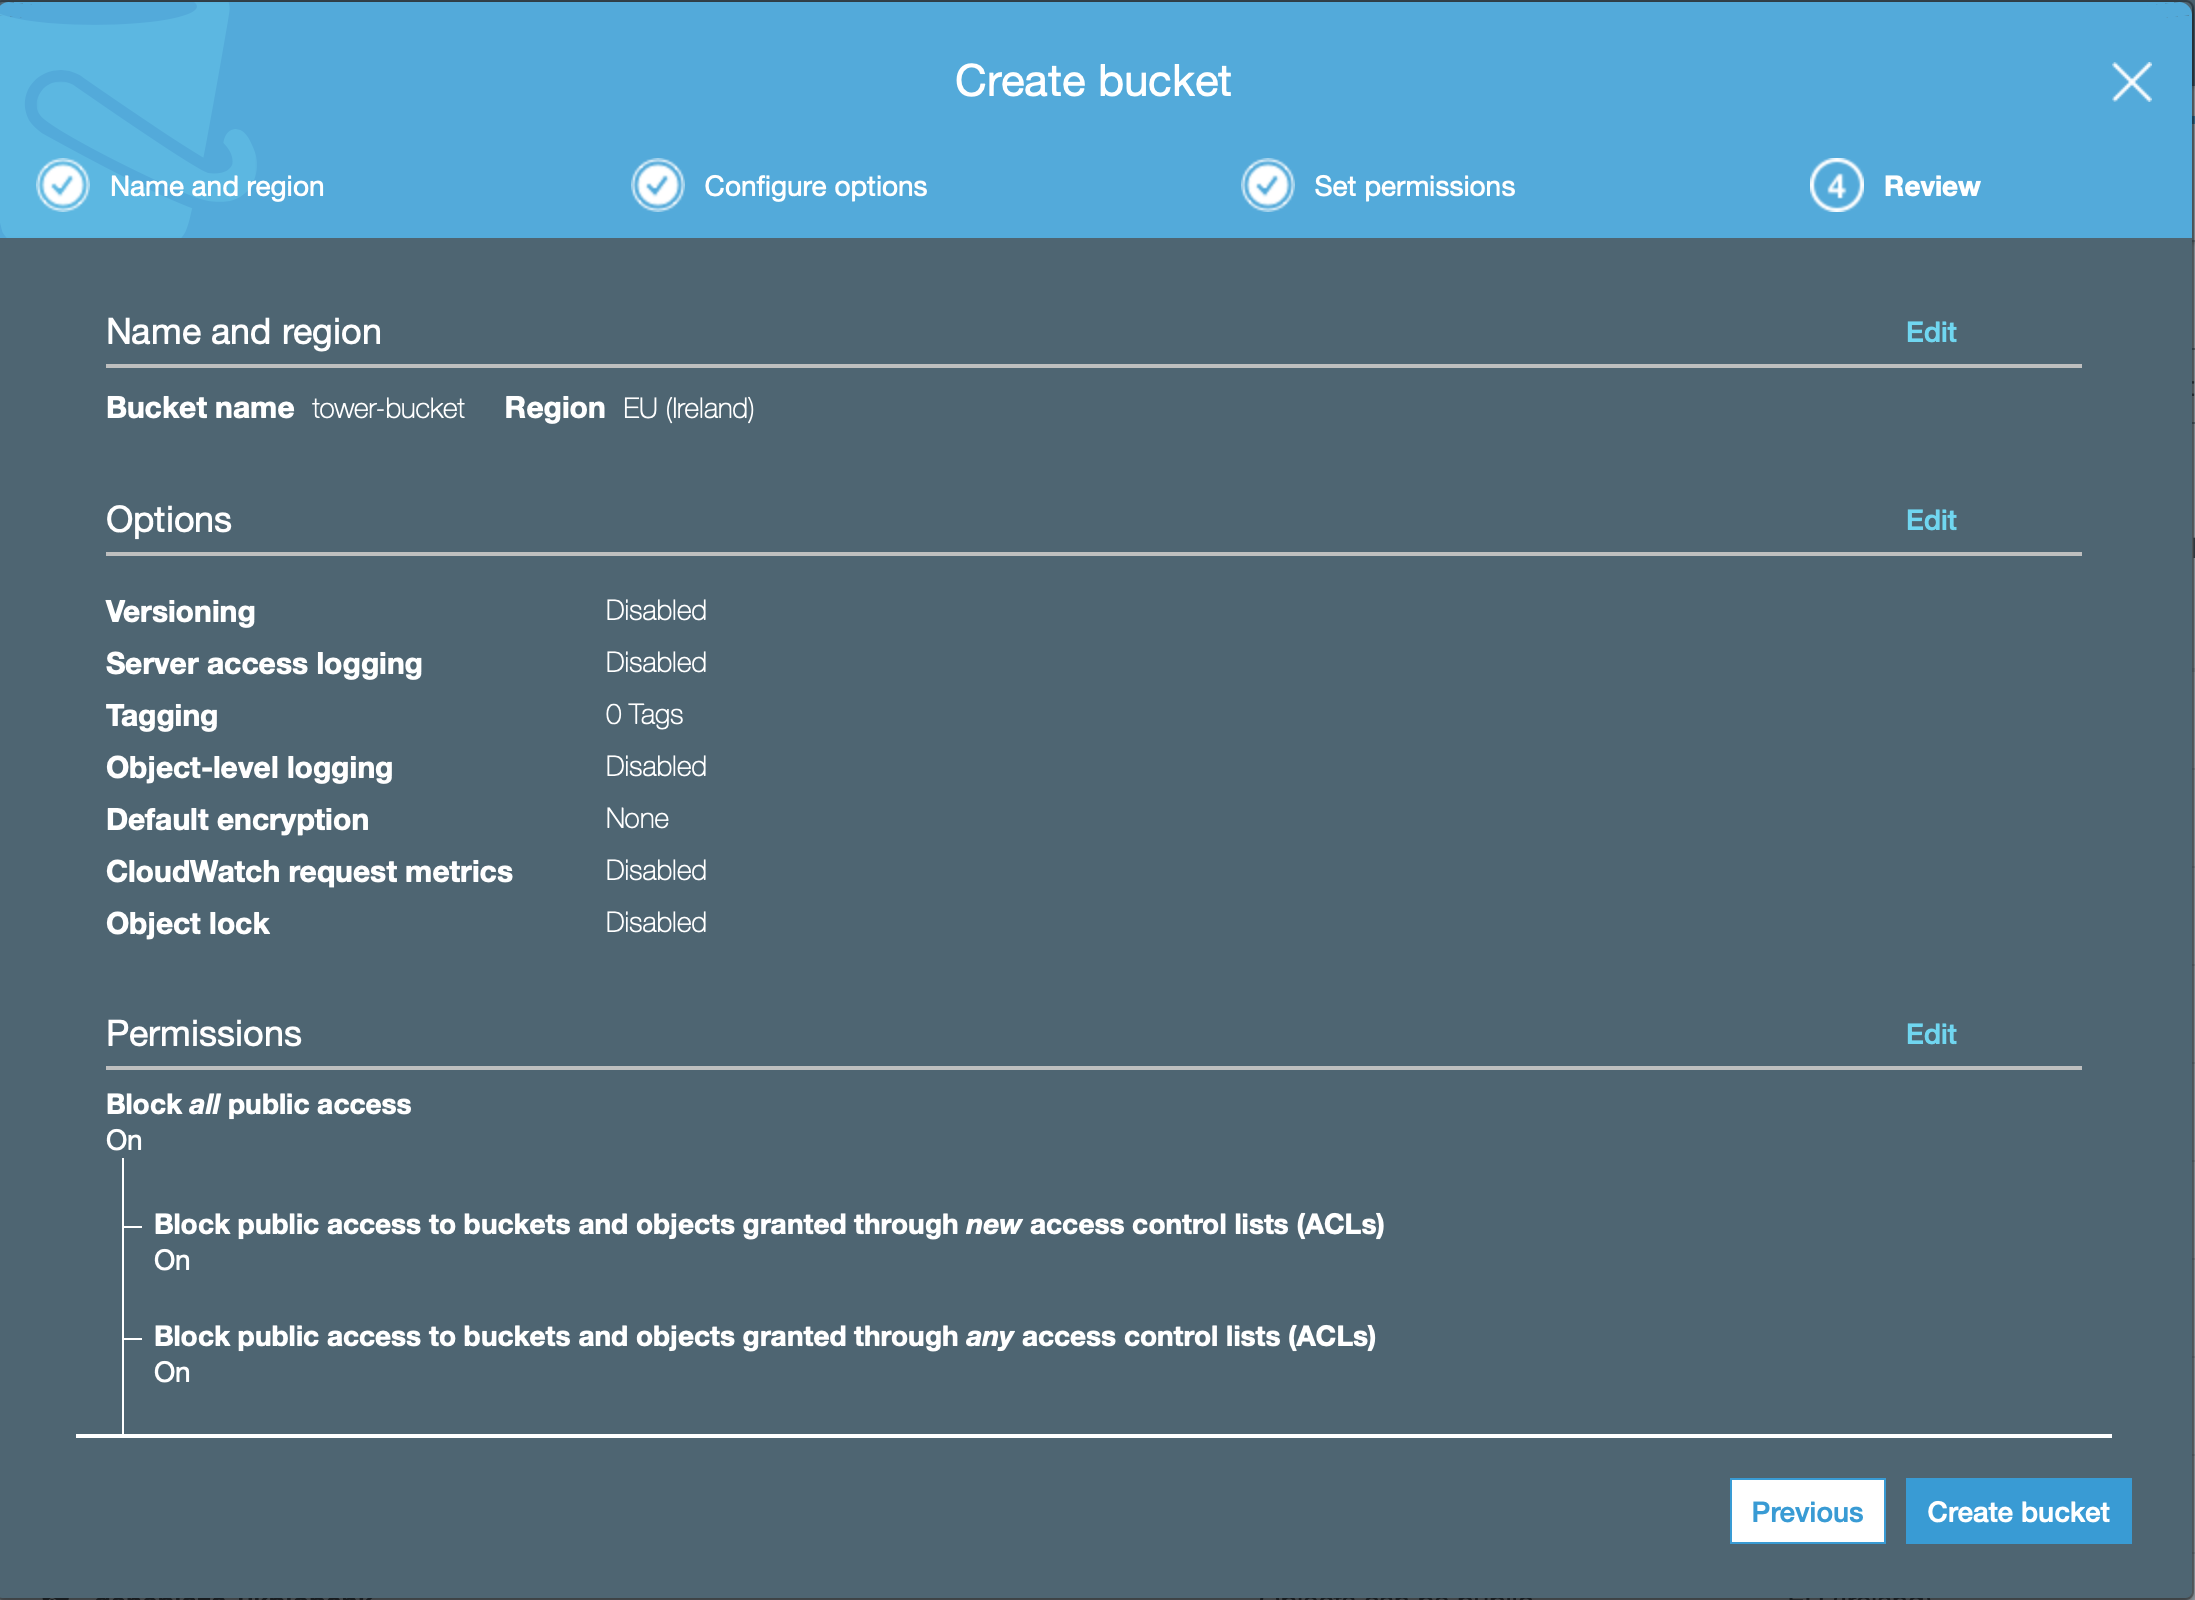 Create bucket
Name and region
Configure options
Set permissions
4 Review
Name and region Edit
Bucket name tower-bucket Region EU (Ireland)
Options Edit
Versioning Disabled
Server access logging Disabled
Tagging 0 Tags
Object-level logging Disabled
Default encryption None
CloudWatch request metrics Disabled
Object lock Disabled
Permissions Edit
Block all public access
On
Block public access to buckets and objects granted through new access control lists (ACLs)
On
Block public access to buckets and objects granted through any access control lists (ACLs)
On
Previous Create bucket